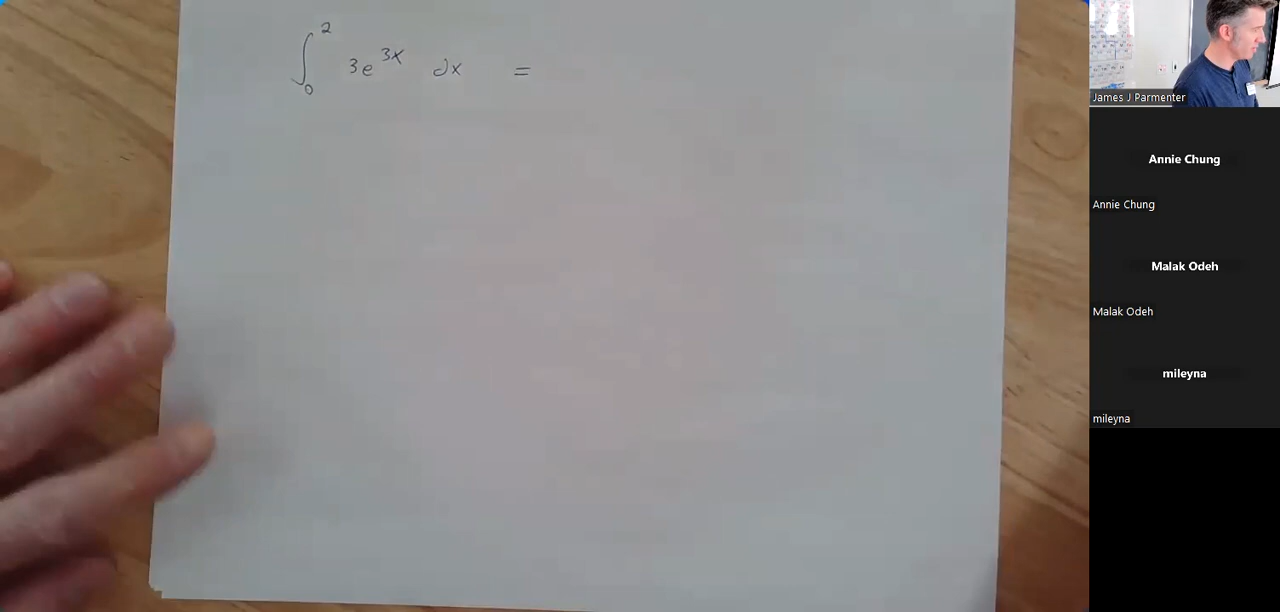 ∫₀² 3e^{3x} dx =
James J Parmenter
Annie Chung
Annie Chung
Malak Odeh
Malak Odeh
mileyna
mileyna